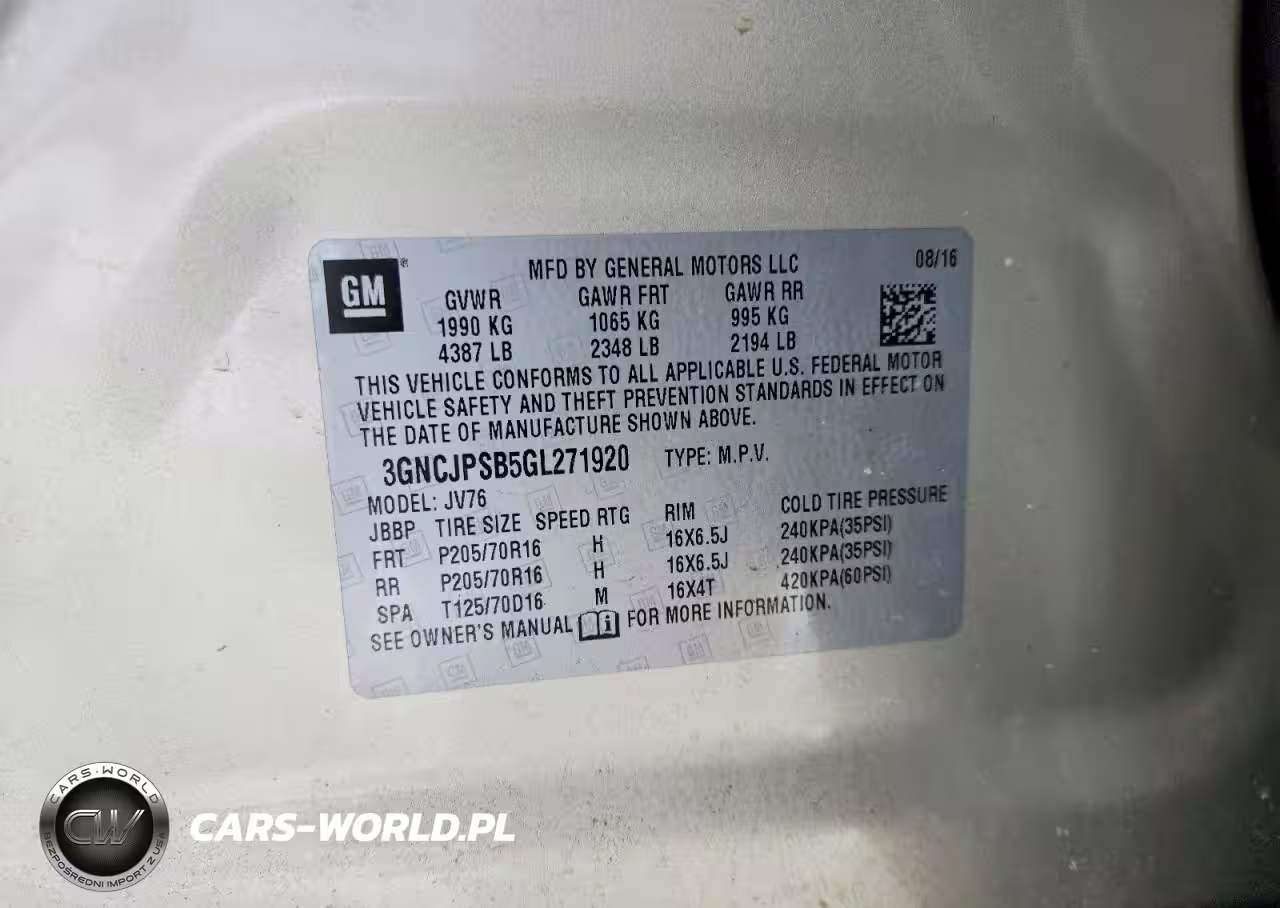 GM
MFD BY GENERAL MOTORS LLC 08/16
GVWR GAWR FRT GAWR RR
1990 KG 1065 KG 995 KG
4387 LB 2348 LB 2194 LB
THIS VEHICLE CONFORMS TO ALL APPLICABLE U.S. FEDERAL MOTOR
VEHICLE SAFETY AND THEFT PREVENTION STANDARDS IN EFFECT ON
THE DATE OF MANUFACTURE SHOWN ABOVE.
3GNCJPSB5GL271920 TYPE: M.P.V.
MODEL: JV76
JBBP TIRE SIZE SPEED RTG RIM COLD TIRE PRESSURE
FRT P205/70R16 H 16X6.5J 240KPA(35PSI)
RR P205/70R16 H 16X6.5J 240KPA(35PSI)
SPA T125/70D16 M 16X4T 420KPA(60PSI)
SEE OWNER'S MANUAL i FOR MORE INFORMATION.
CARS-WORLD
CW
BEZPOŚREDNI IMPORT Z USA
CARS-WORLD.PL